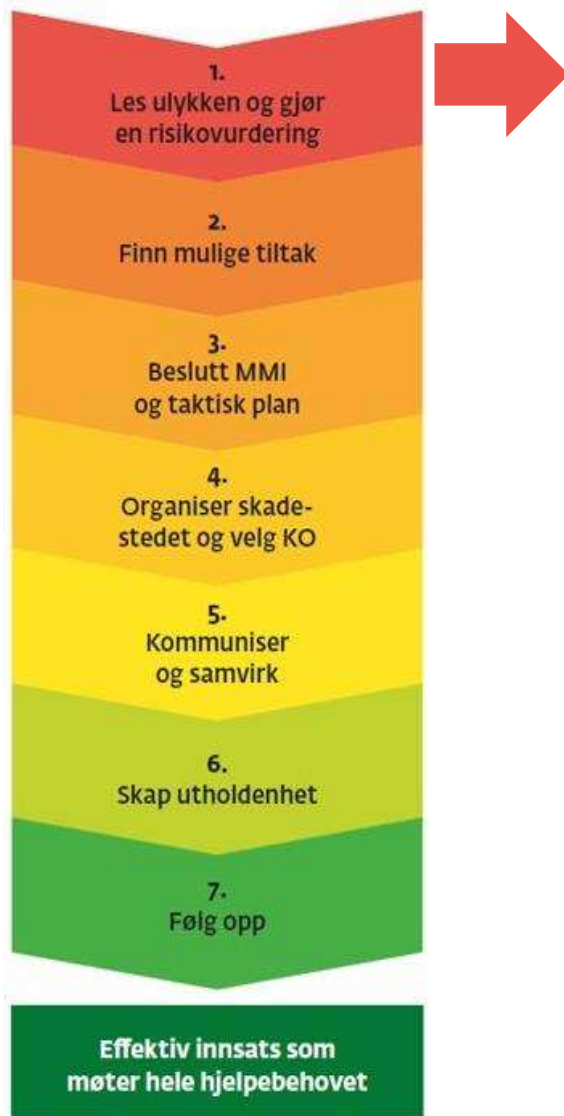 1.
Les ulykken og gjør
en risikovurdering
2.
Finn mulige tiltak
3.
Beslutt MMI
og taktisk plan
4.
Organiser skade-
stedet og velg KO
5.
Kommuniser
og samvirk
6.
Skap utholdenhet
7.
Følg opp
Effektiv innsats som
møter hele hjelpebehovet